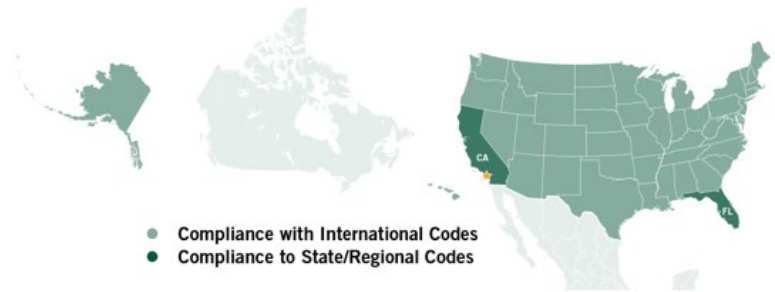 CA
FL
Compliance with International Codes
Compliance to State/Regional Codes